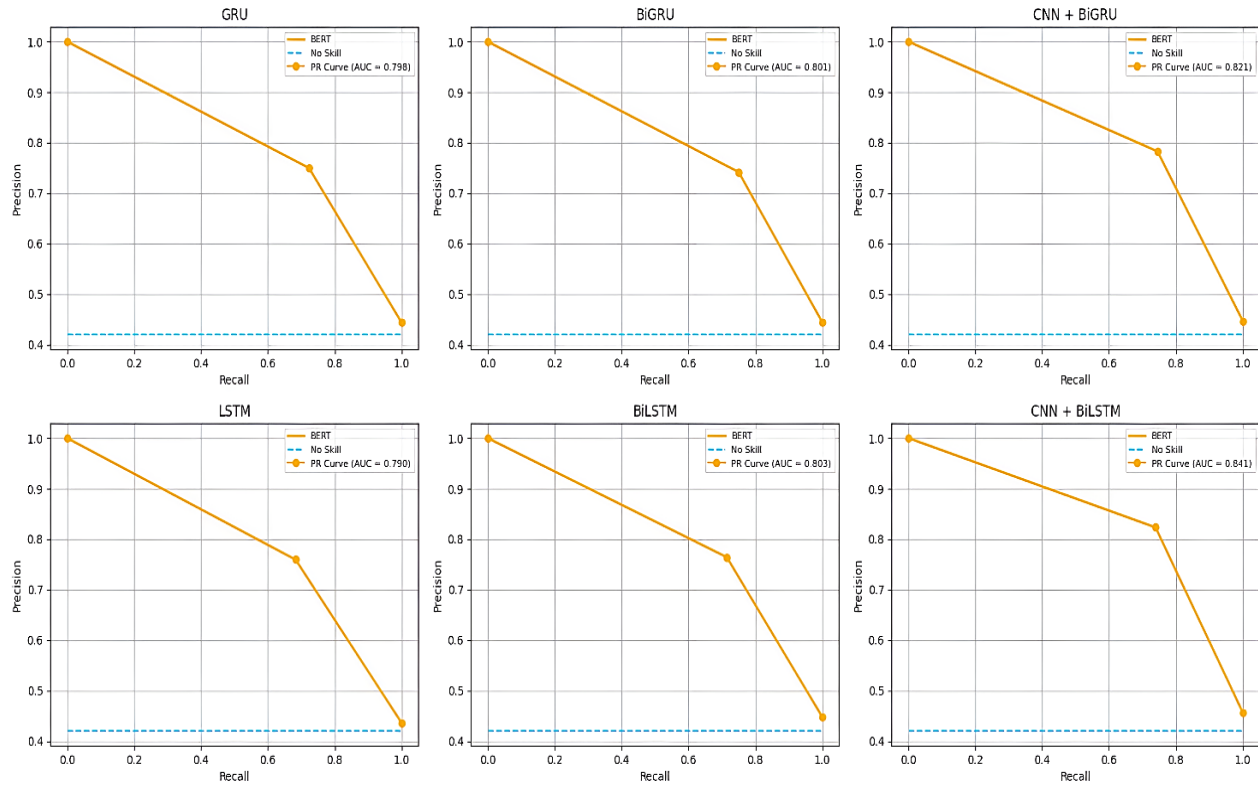 GRU
BERT
No Skill
PR Curve (AUC = 0.798)
1.0
0.9
0.8
0.7
0.6
0.5
0.4
Precision
0.0 0.2 0.4 0.6 0.8 1.0
Recall
BiGRU
BERT
No Skill
PR Curve (AUC = 0.801)
1.0
0.9
0.8
0.7
0.6
0.5
0.4
Precision
0.0 0.2 0.4 0.6 0.8 1.0
Recall
CNN + BiGRU
BERT
No Skill
PR Curve (AUC = 0.821)
1.0
0.9
0.8
0.7
0.6
0.5
0.4
Precision
0.0 0.2 0.4 0.6 0.8 1.0
Recall
LSTM
BERT
No Skill
PR Curve (AUC = 0.790)
1.0
0.9
0.8
0.7
0.6
0.5
0.4
Precision
0.0 0.2 0.4 0.6 0.8 1.0
Recall
BiLSTM
BERT
No Skill
PR Curve (AUC = 0.803)
1.0
0.9
0.8
0.7
0.6
0.5
0.4
Precision
0.0 0.2 0.4 0.6 0.8 1.0
Recall
CNN + BiLSTM
BERT
No Skill
PR Curve (AUC = 0.841)
1.0
0.9
0.8
0.7
0.6
0.5
0.4
Precision
0.0 0.2 0.4 0.6 0.8 1.0
Recall